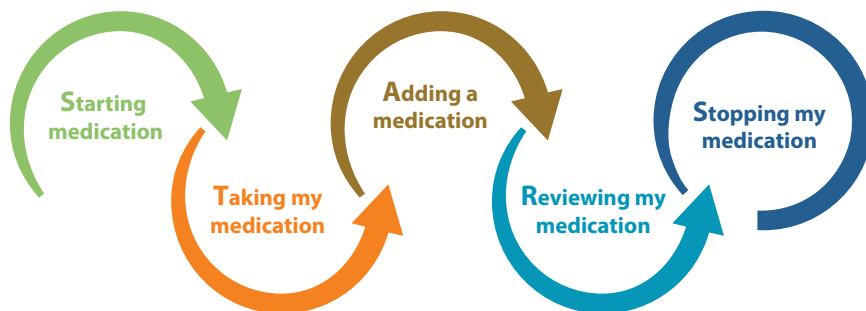 Starting
medication
Taking my
medication
Adding a
medication
Reviewing my
medication
Stopping my
medication